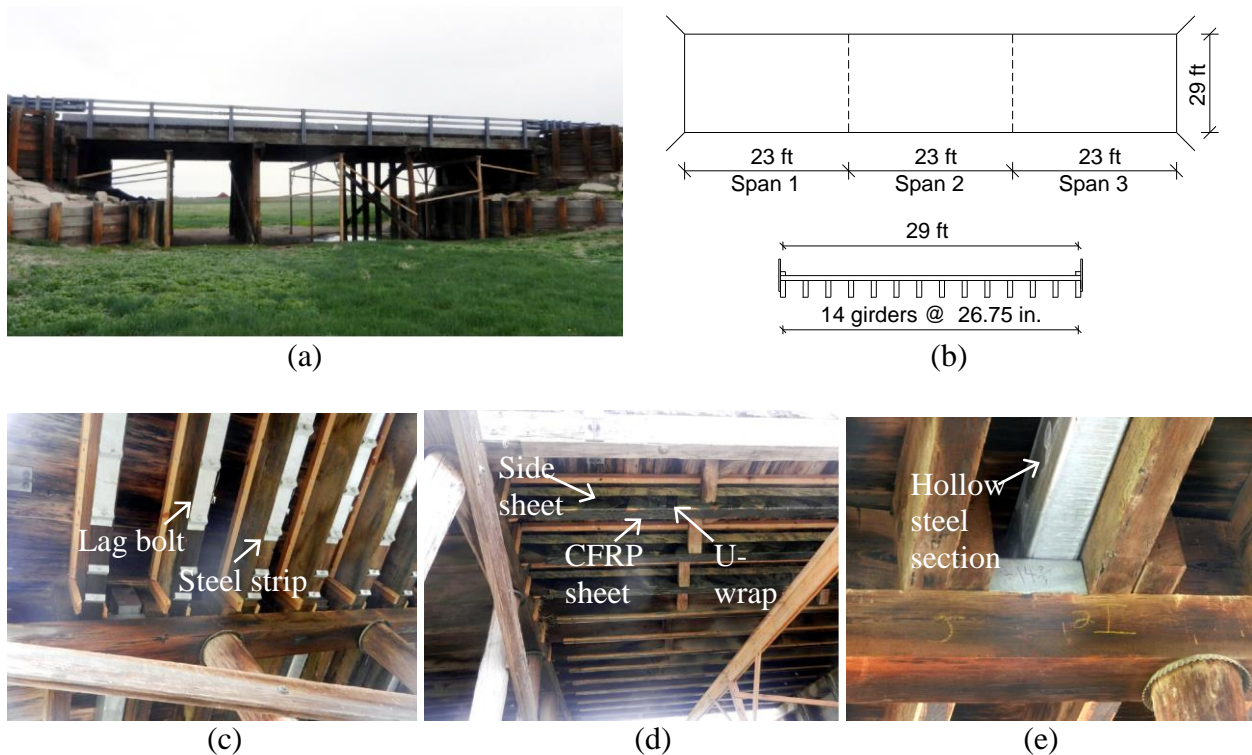 29 ft
23 ft
23 ft
23 ft
Span 1
Span 2
Span 3
29 ft
14 girders @ 26.75 in.
(a)
(b)
Lag bolt
Steel strip
Side
sheet
CFRP
sheet
U-
wrap
Hollow
steel
section
(c)
(d)
(e)